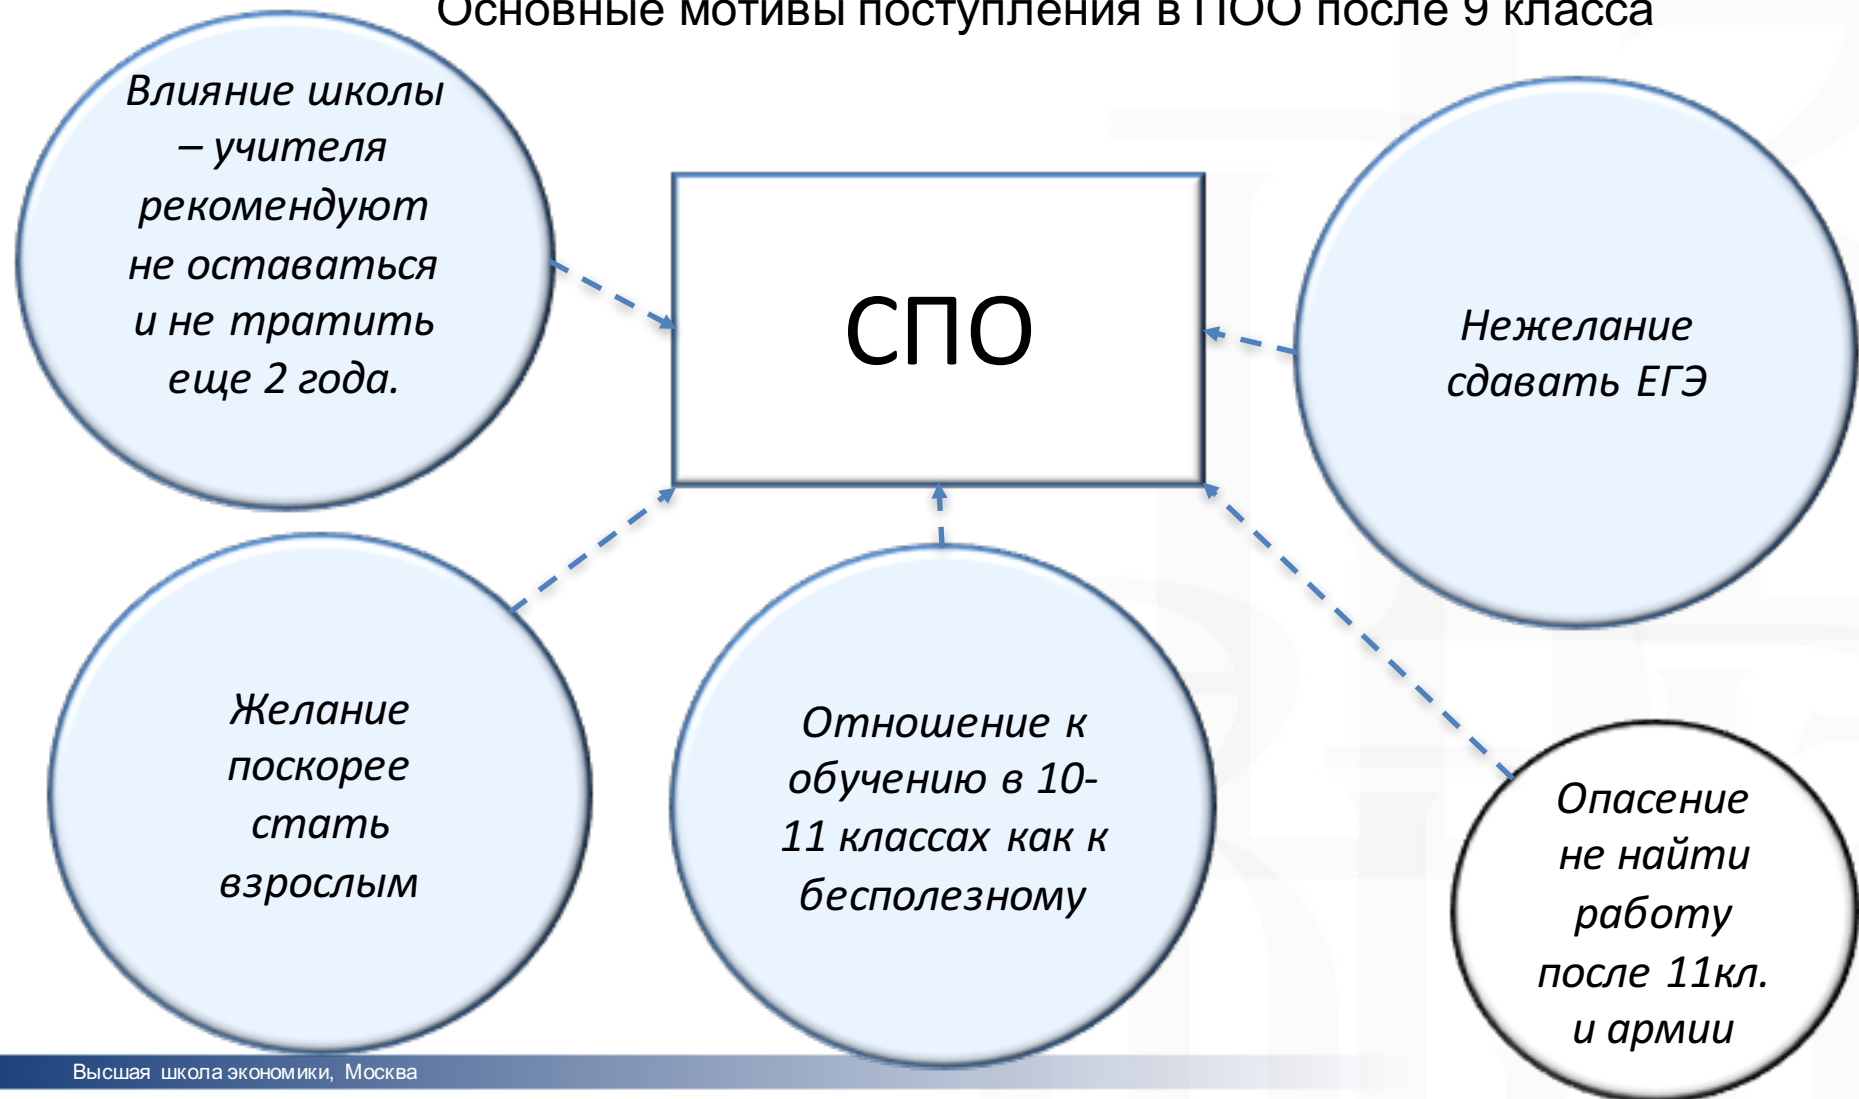 Основные мотивы поступления в ПОО после 9 класса
Влияние школы
– учителя
рекомендуют
не оставаться
и не тратить
еще 2 года.
СПО
Нежелание
сдавать ЕГЭ
Желание
поскорее
стать
взрослым
Отношение к
обучению в 10-
11 классах как к
бесполезному
Опасение
не найти
работу
после 11кл.
и армии
Высшая школа экономики, Москва